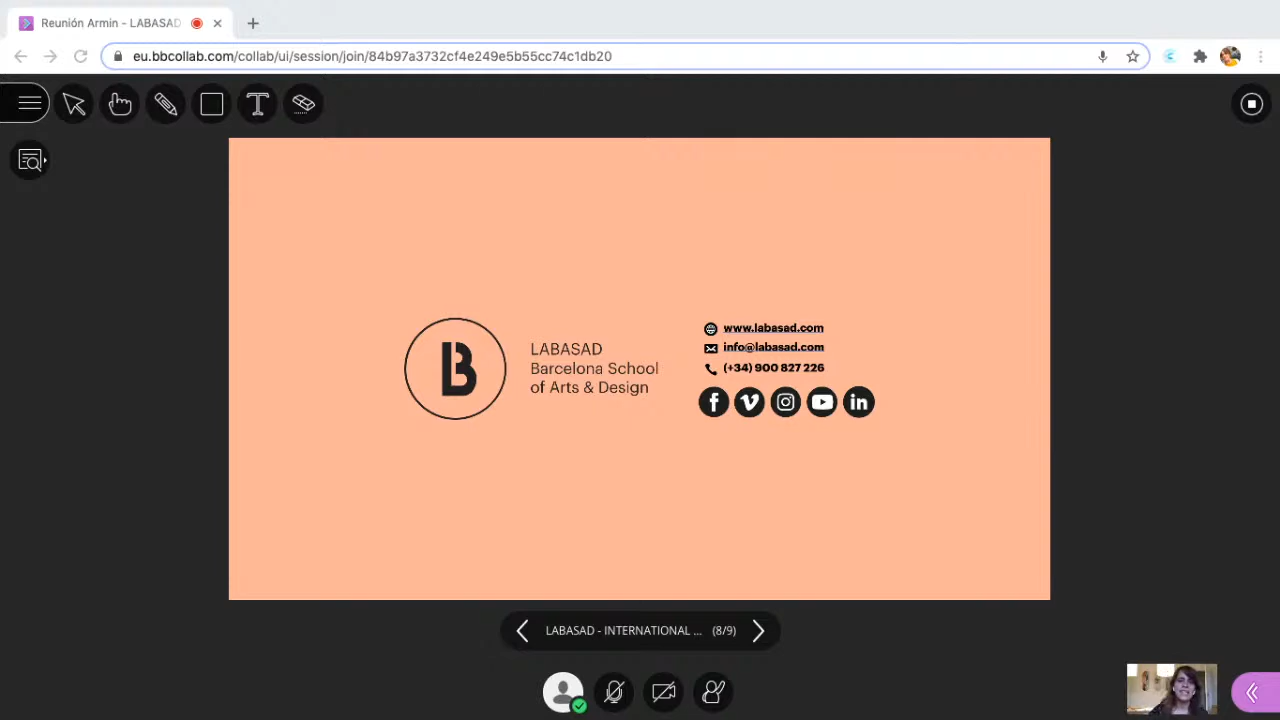 Reunión Armin – LABASAD
eu.bbcollab.com/collab/ui/session/join/84b97a3732cf4e249e5b55cc74c1db20
B
LABASAD
Barcelona School
of Arts & Design
www.labasad.com
info@labasad.com
(+34) 900 827 226
LABASAD - INTERNATIONAL ... (8/9)